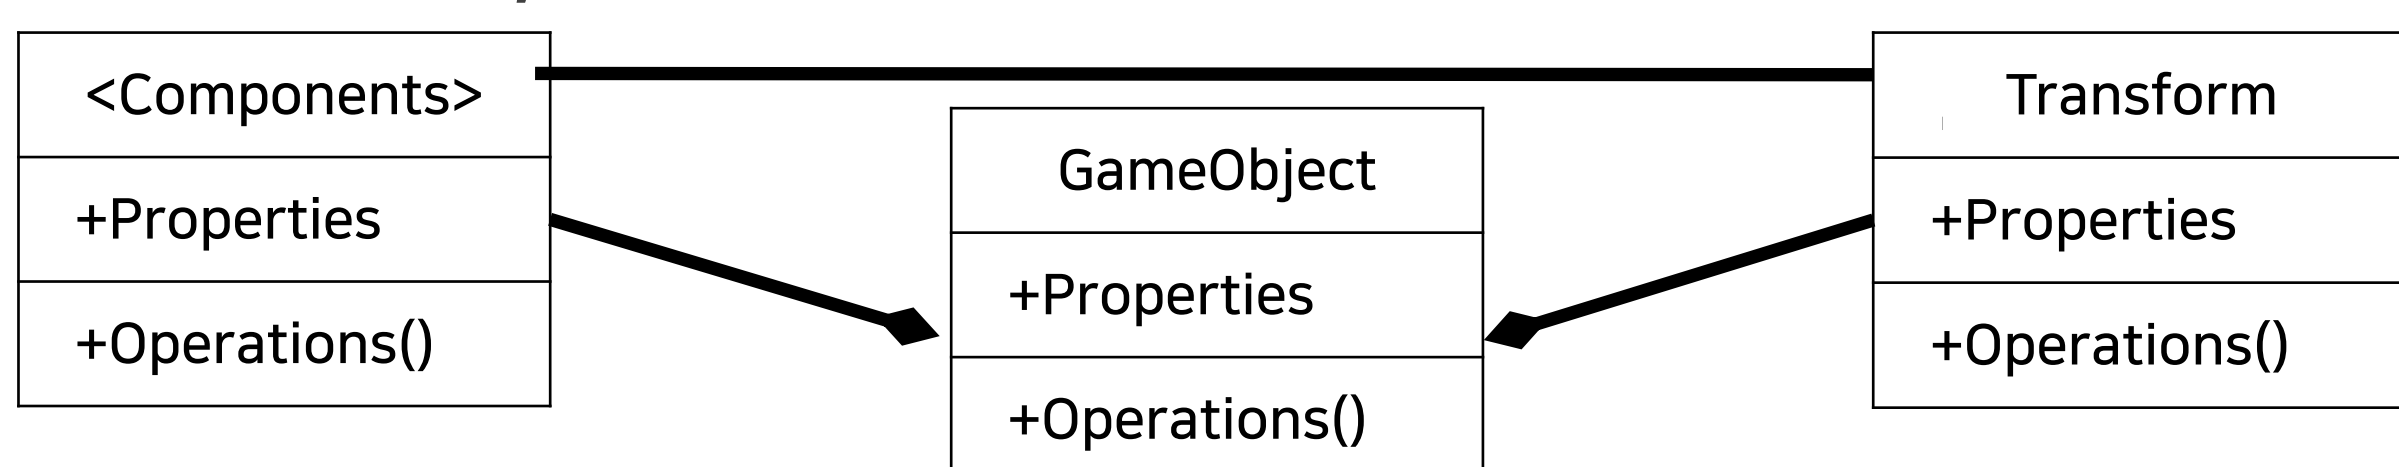 <Components>
+Properties
+Operations()
GameObject
+Properties
+Operations()
Transform
+Properties
+Operations()